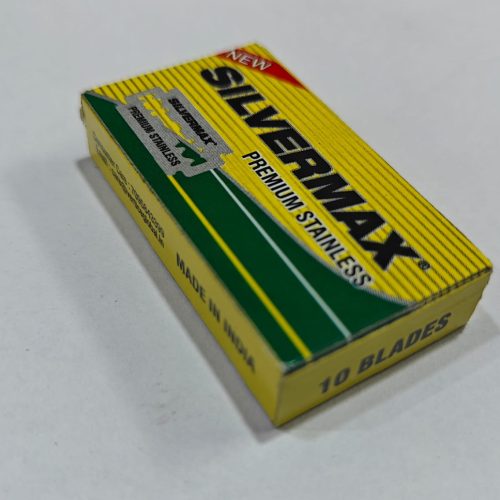 NEW
SILVERMAX®
PREMIUM STAINLESS
SILVERMAX
PREMIUM STAINLESS
MADE IN INDIA
10 BLADES